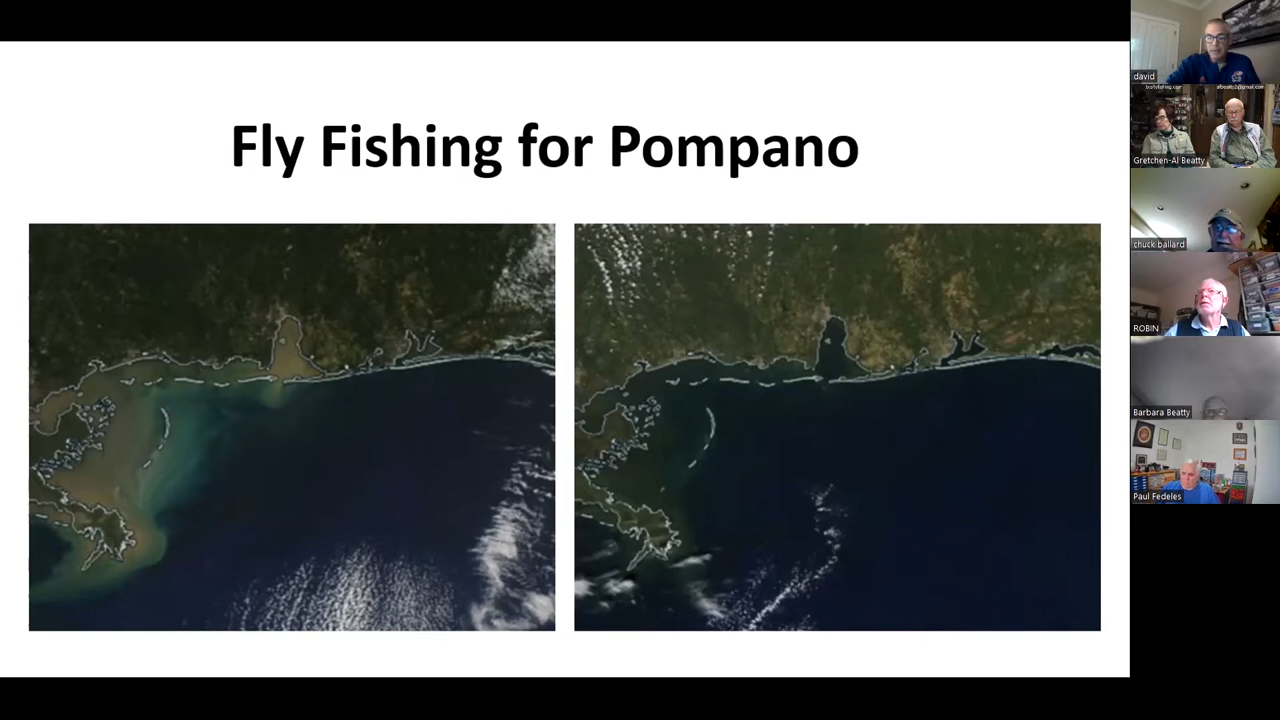 Fly Fishing for Pompano
david
Gretchen-Al Beatty
chuck ballard
ROBIN
Barbara Beatty
Paul Fedeles